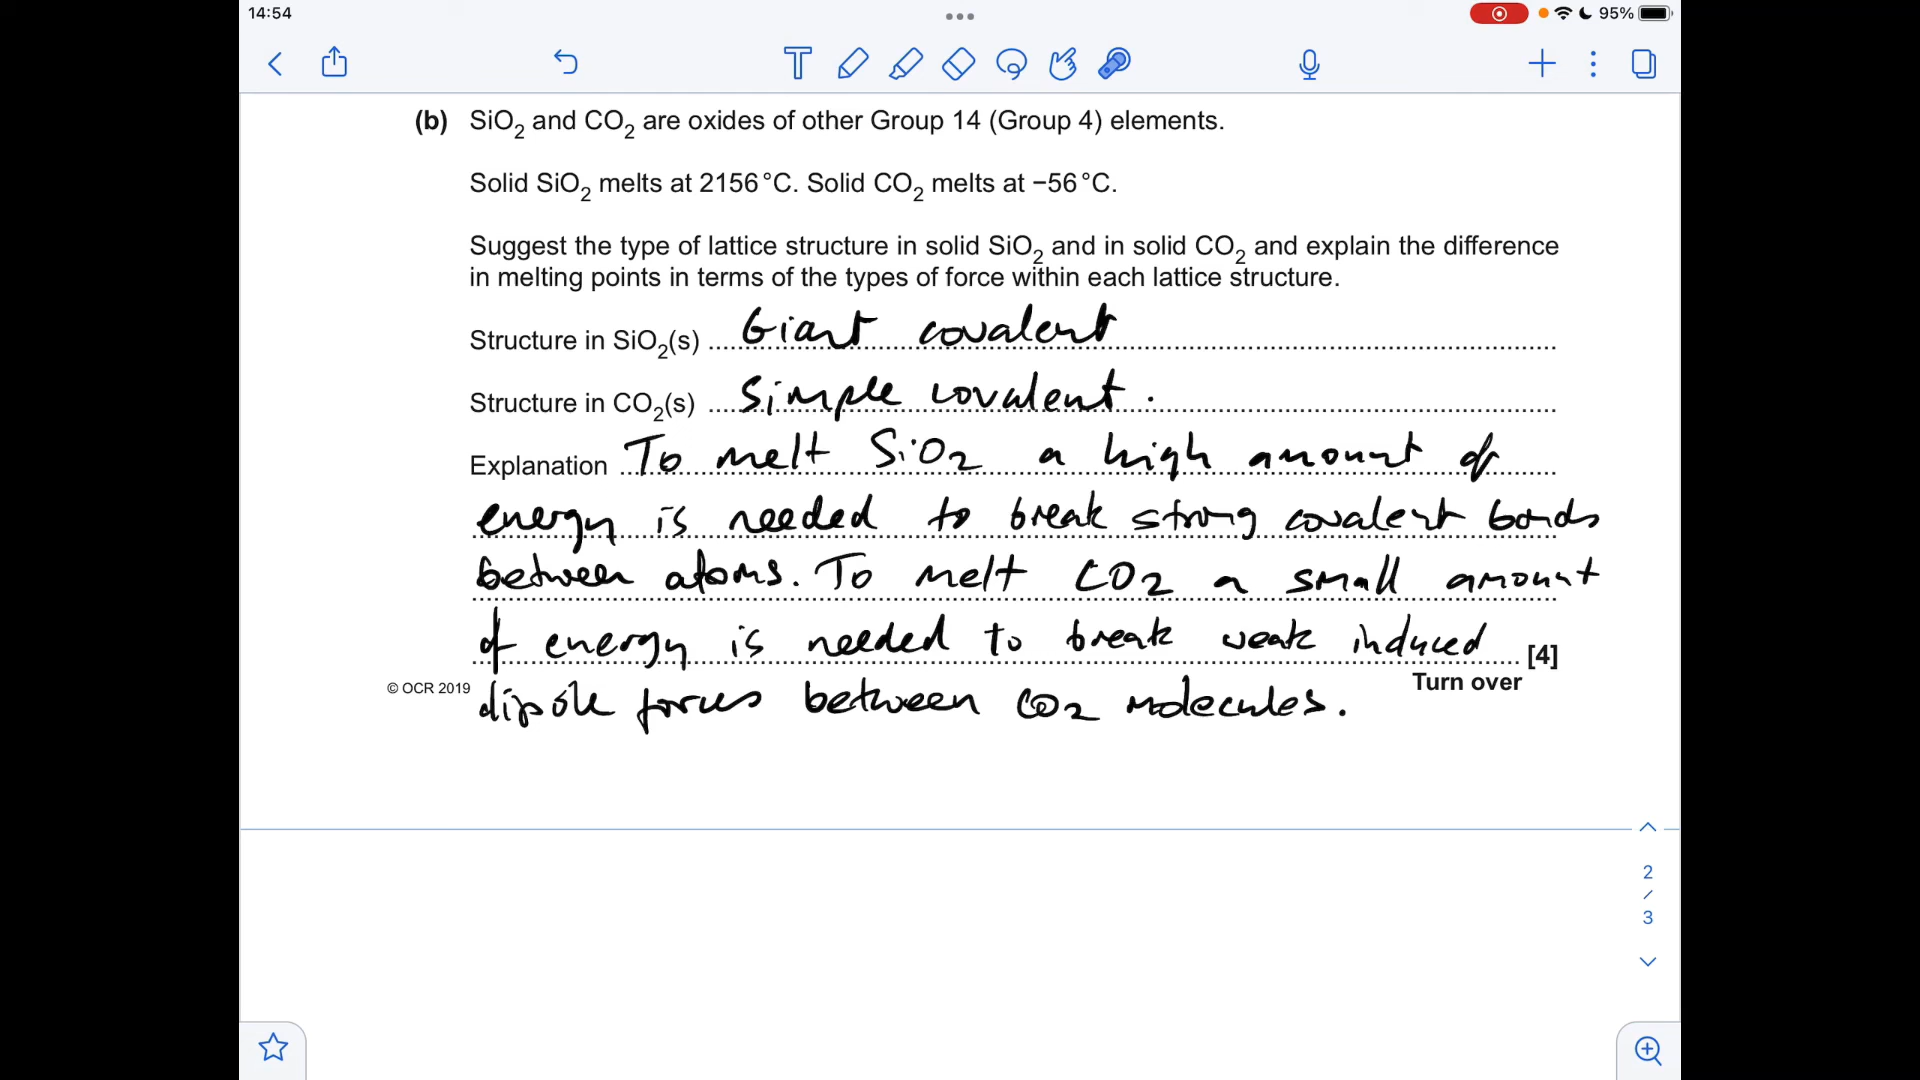 14:54
95%
(b) SiO₂ and CO₂ are oxides of other Group 14 (Group 4) elements.
Solid SiO₂ melts at 2156 °C. Solid CO₂ melts at −56 °C.
Suggest the type of lattice structure in solid SiO₂ and in solid CO₂ and explain the difference
in melting points in terms of the types of force within each lattice structure.
Structure in SiO₂(s) Giant covalent
Structure in CO₂(s) Simple covalent.
Explanation To melt SiO2 a high amount of
energy is needed to break strong covalent bonds
between atoms. To melt CO2 a small amount
of energy is needed to break weak induced
[4]
© OCR 2019
Turn over
dipole forces between CO2 molecules.
2
/
3